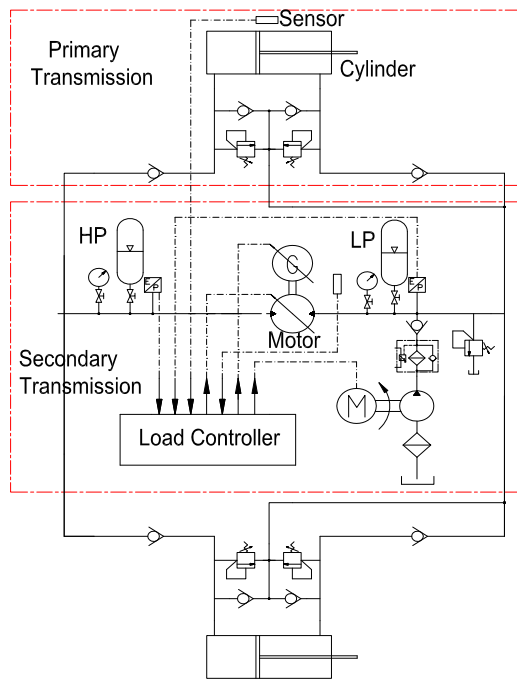 Sensor
Primary
Transmission
Cylinder
HP
LP
E
P
G
E
P
Motor
Secondary
Transmission
M
Load Controller